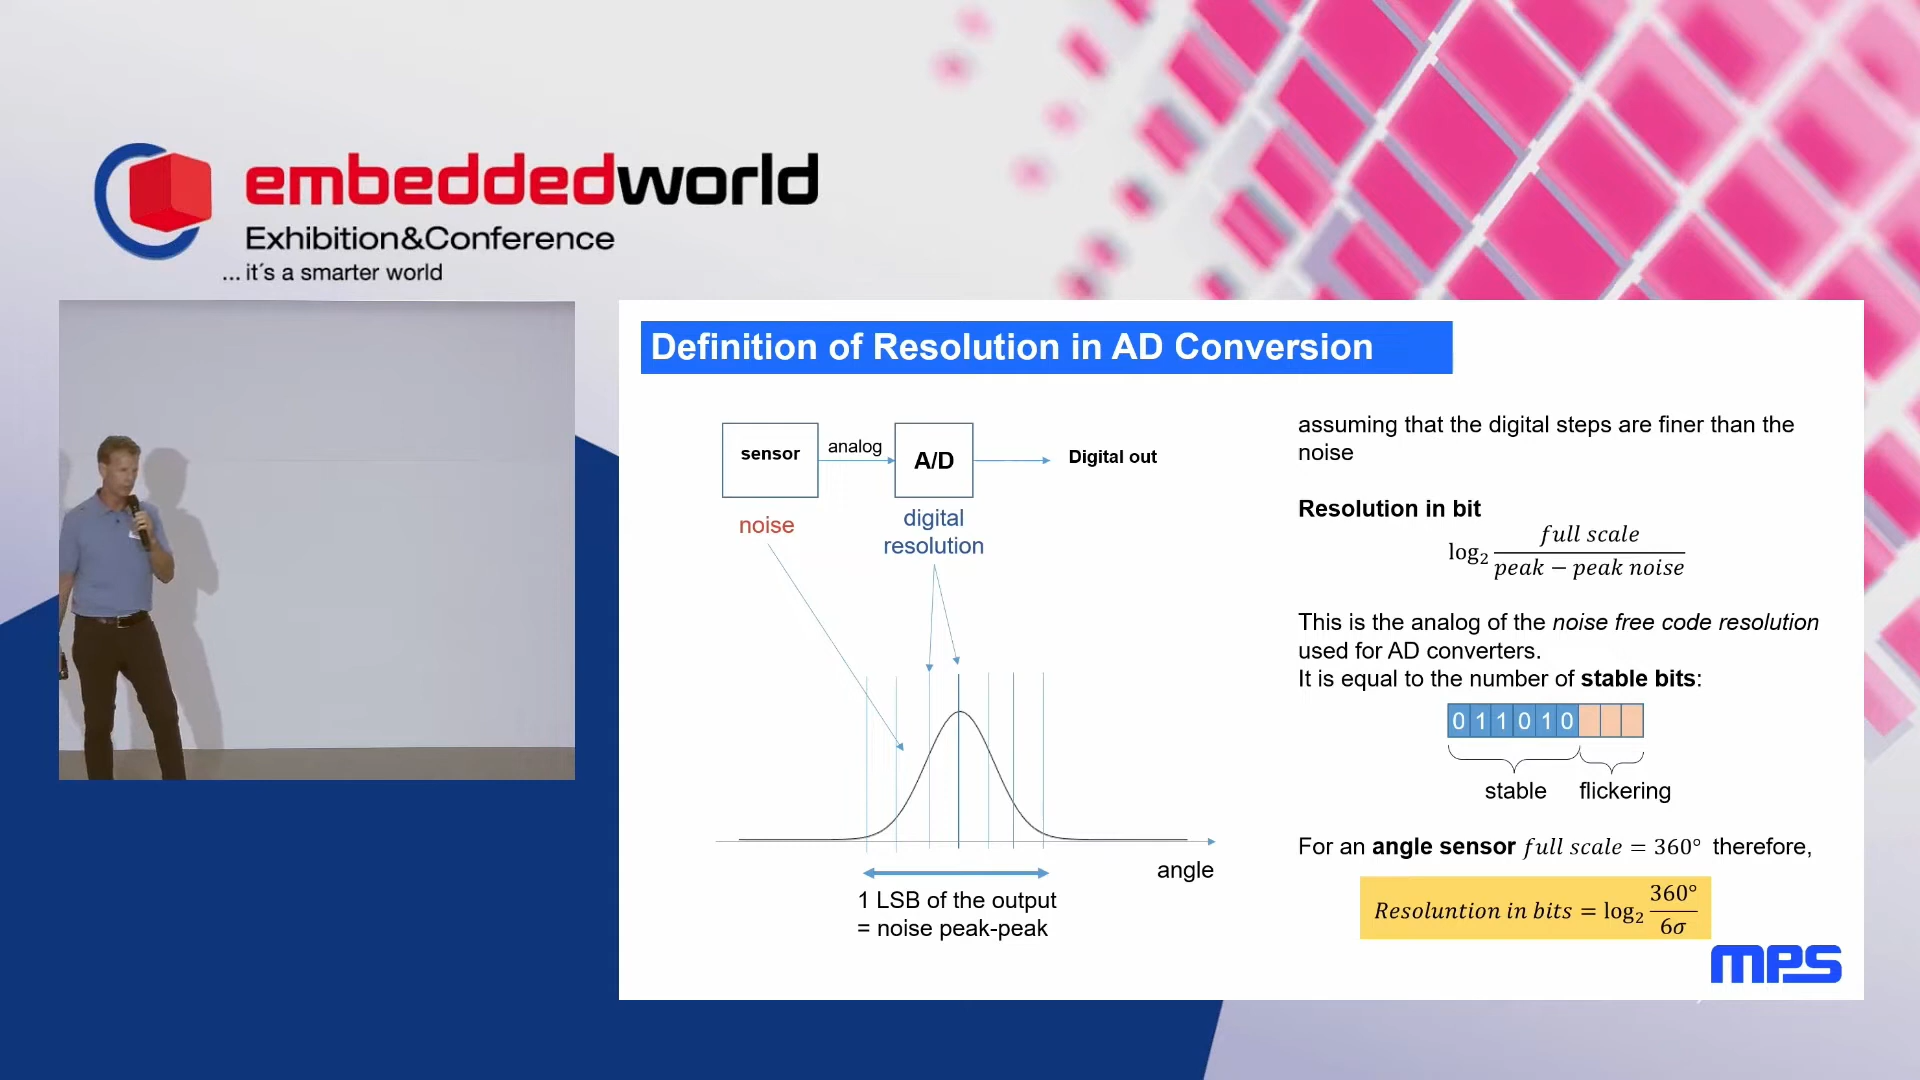 embeddedworld
Exhibition&Conference
... it´s a smarter world
Definition of Resolution in AD Conversion
sensor
analog
A/D
Digital out
noise
digital
resolution
angle
1 LSB of the output
= noise peak-peak
assuming that the digital steps are finer than the
noise
Resolution in bit
log₂ full scale / peak − peak noise
This is the analog of the noise free code resolution
used for AD converters.
It is equal to the number of stable bits:
0 1 1 0 1 0
stable flickering
For an angle sensor full scale = 360° therefore,
Resoluntion in bits = log₂ 360° / 6σ
mps